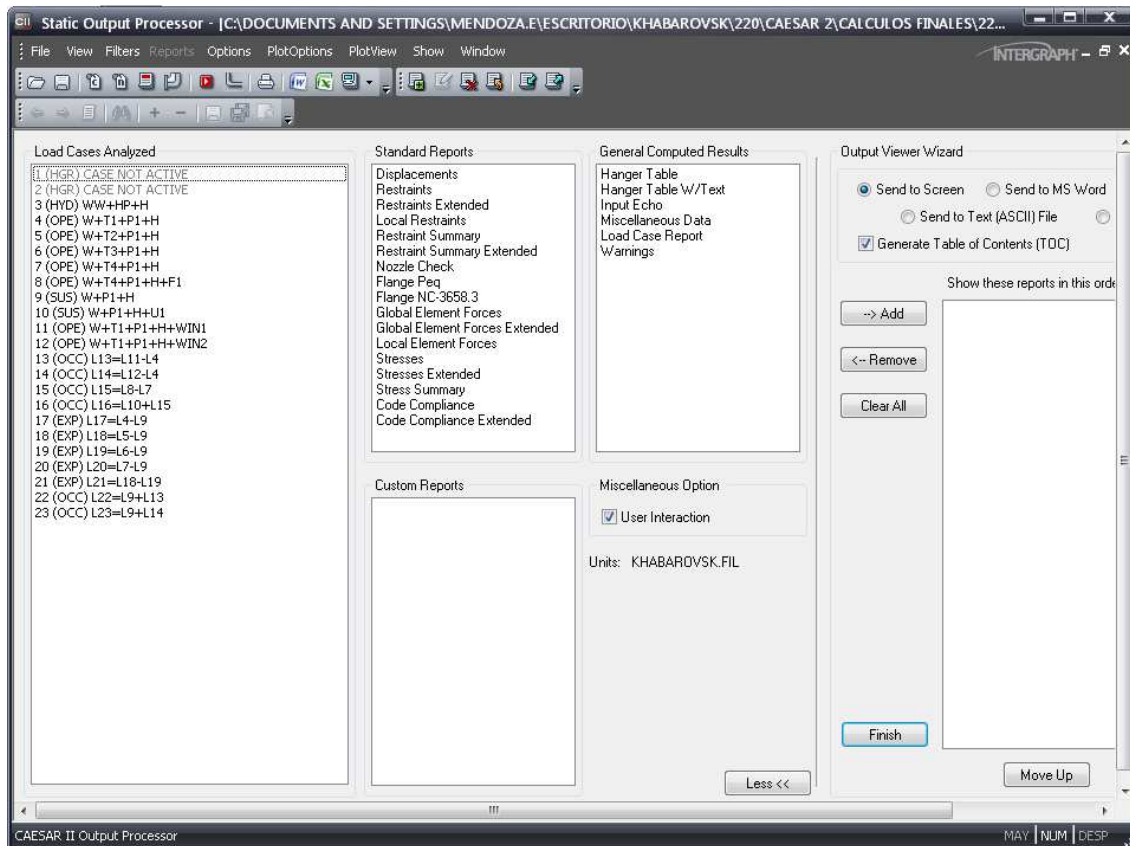 Static Output Processor - [C:\DOCUMENTS AND SETTINGS\MENDOZA.E\ESCRITORIO\KHABAROVSK\220\CAESAR 2\CALCULOS FINALES\22...
File View Filters Reports Options PlotOptions PlotView Show Window
INTERGRAPH
Load Cases Analyzed
1 (HGR) CASE NOT ACTIVE
2 (HGR) CASE NOT ACTIVE
3 (HYD) WW+HP+H
4 (OPE) W+T1+P1+H
5 (OPE) W+T2+P1+H
6 (OPE) W+T3+P1+H
7 (OPE) W+T4+P1+H
8 (OPE) W+T4+P1+H+F1
9 (SUS) W+P1+H
10 (SUS) W+P1+H+U1
11 (OPE) W+T1+P1+H+WIN1
12 (OPE) W+T1+P1+H+WIN2
13 (OCC) L13=L11-L4
14 (OCC) L14=L12-L4
15 (OCC) L15=L8-L7
16 (OCC) L16=L10+L15
17 (EXP) L17=L4-L9
18 (EXP) L18=L5-L9
19 (EXP) L19=L6-L9
20 (EXP) L20=L7-L9
21 (EXP) L21=L18-L19
22 (OCC) L22=L9+L13
23 (OCC) L23=L9+L14
Standard Reports
Displacements
Restraints
Restraints Extended
Local Restraints
Restraint Summary
Restraint Summary Extended
Nozzle Check
Flange Peq
Flange NC-3658.3
Global Element Forces
Global Element Forces Extended
Local Element Forces
Stresses
Stresses Extended
Stress Summary
Code Compliance
Code Compliance Extended
Custom Reports
General Computed Results
Hanger Table
Hanger Table W/Text
Input Echo
Miscellaneous Data
Load Case Report
Warnings
Miscellaneous Option
User Interaction
Units: KHABAROVSK.FIL
Less <<
Output Viewer Wizard
Send to Screen Send to MS Word
Send to Text (ASCII) File
Generate Table of Contents (TOC)
Show these reports in this orde
--> Add
<-- Remove
Clear All
Finish
Move Up
CAESAR II Output Processor
MAY NUM DESP